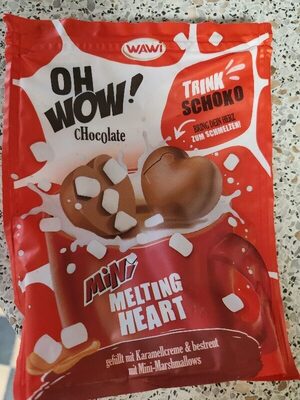 WAWI
OH
WOW!
CHocolate
TRINK
SCHOKO
BRING DEIN HERZ
ZUM SCHMELZEN!
MiNi
MELTING
HEART
gefüllt mit Karamellcreme & bestreut
mit Mini-Marshmallows